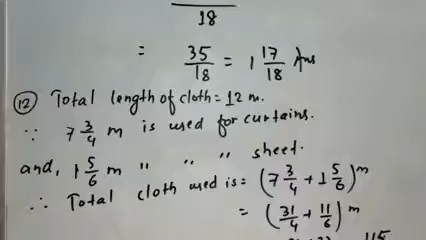 18
= 35/18 = 1 17/18 Ans
(12) Total length of cloth = 12 m.
∵ 7 3/4 m is used for curtains.
and, 1 5/6 m " " " sheet.
∴ Total cloth used is = (7 3/4 + 1 5/6) m
= (31/4 + 11/6) m
115